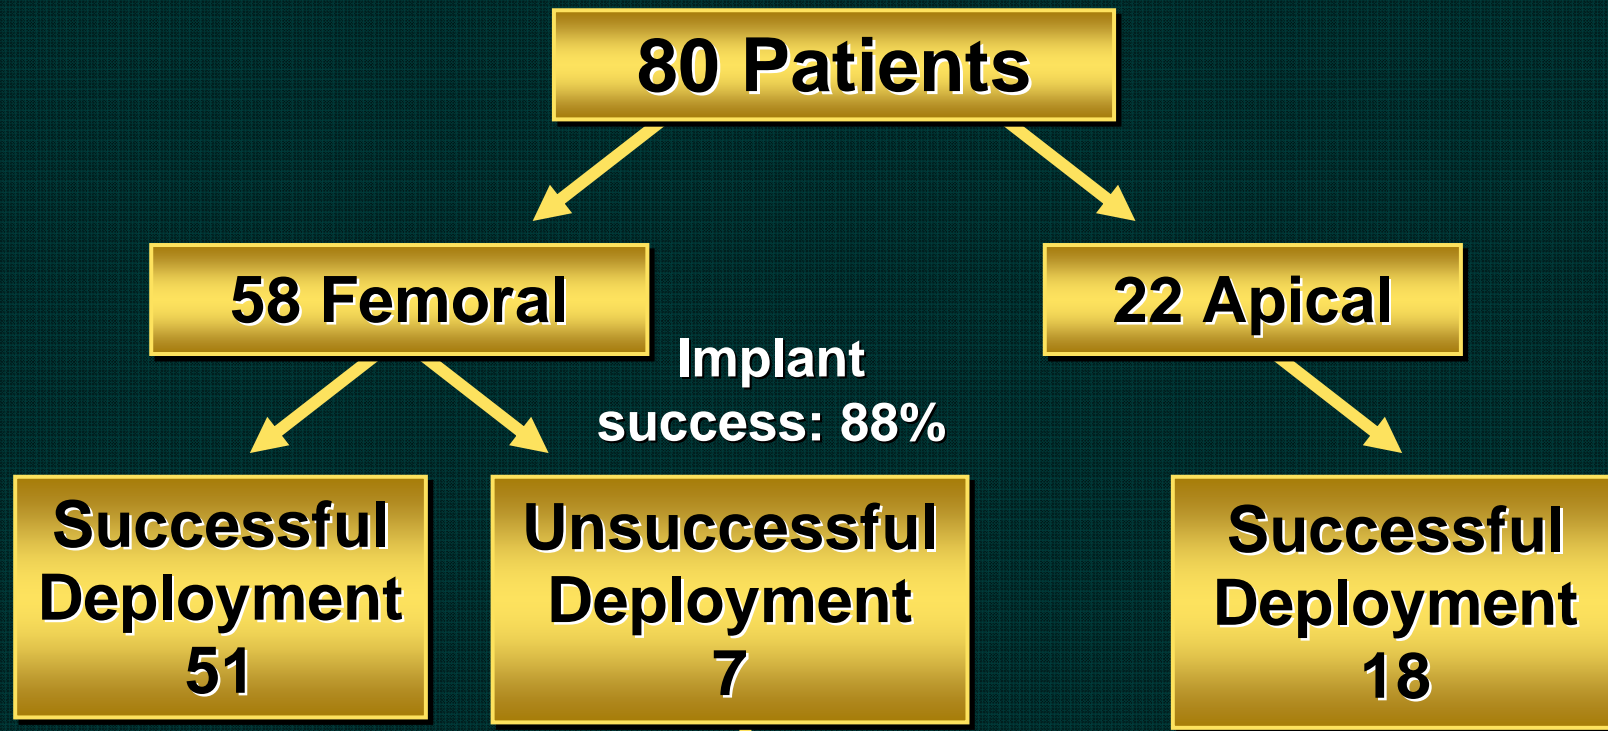 80 Patients
58 Femoral
22 Apical
Implant
success: 88%
Successful
Deployment
51
Unsuccessful
Deployment
7
Successful
Deployment
18